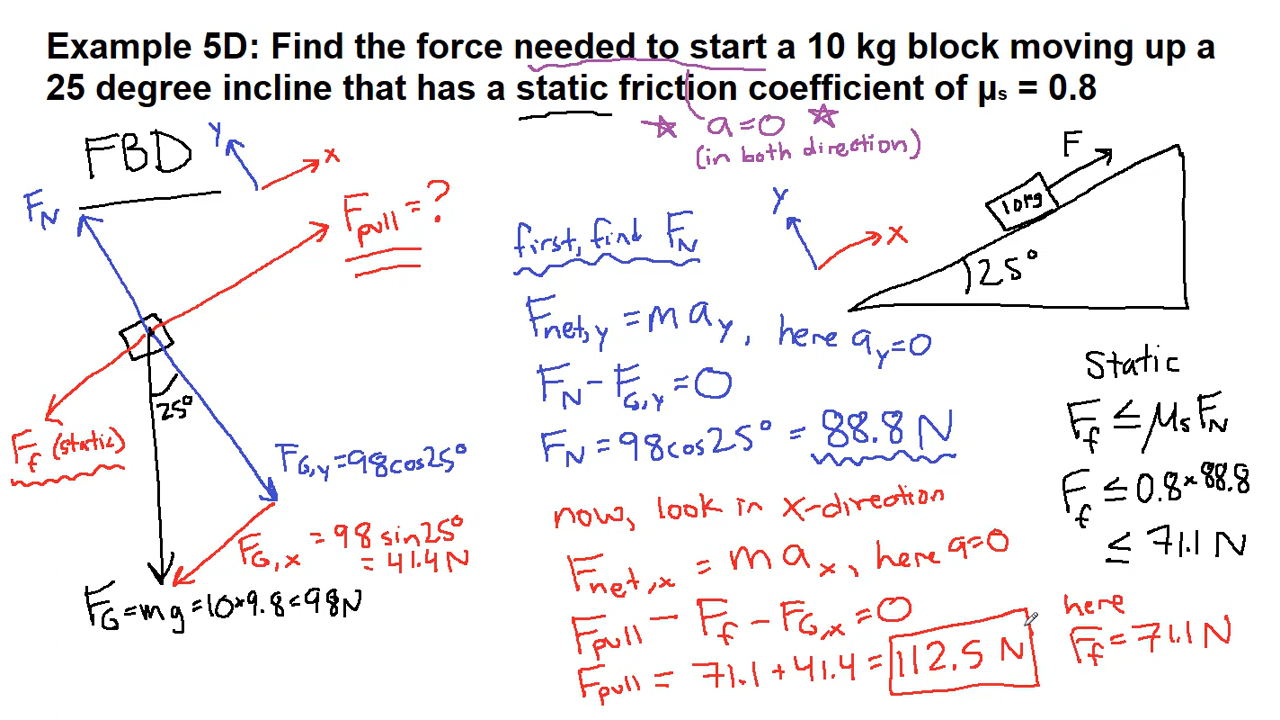 Example 5D: Find the force needed to start a 10 kg block moving up a
25 degree incline that has a static friction coefficient of μs = 0.8
a=0
(in both direction)
FBD
Y
x
FN
Fpull=?
Ff (static)
25°
FG,y=98cos25°
FG,x = 98 sin25°
= 41.4 N
FG=mg=10*9.8=98N
first, find FN
Fnet,y = m ay, here ay=0
FN - FG,y = 0
FN = 98cos25° = 88.8 N
now, look in x-direction
Fnet,x = m ax, here a=0
Fpull - Ff - FG,x = 0
Fpull = 71.1 + 41.4 = 112.5 N
Y
x
F
10kg
25°
Static
Ff ≤ μs FN
Ff ≤ 0.8*88.8
≤ 71.1 N
here
Ff = 71.1 N